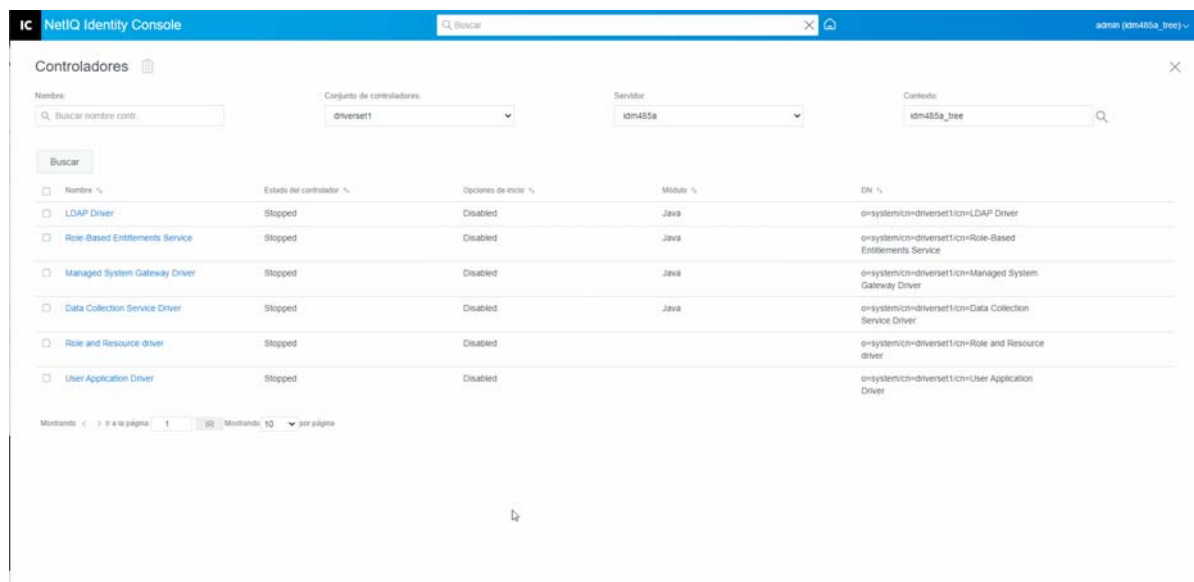 IC NetIQ Identity Console
Buscar
admin (idm485a_tree)
Controladores
Nombre: Conjunto de controladores: Servidor: Contexto:
Buscar nombre contr. driverset1 idm485a idm485a_tree
Buscar
Nombre Estado del controlador Opciones de inicio Módulo DN
LDAP Driver Stopped Disabled Java o=system/cn=driverset1/cn=LDAP Driver
Role-Based Entitlements Service Stopped Disabled Java o=system/cn=driverset1/cn=Role-Based
Entitlements Service
Managed System Gateway Driver Stopped Disabled Java o=system/cn=driverset1/cn=Managed System
Gateway Driver
Data Collection Service Driver Stopped Disabled Java o=system/cn=driverset1/cn=Data Collection
Service Driver
Role and Resource driver Stopped Disabled o=system/cn=driverset1/cn=Role and Resource
driver
User Application Driver Stopped Disabled o=system/cn=driverset1/cn=User Application
Driver
Mostrando < > Ir a la página 1 Mostrando 10 por página